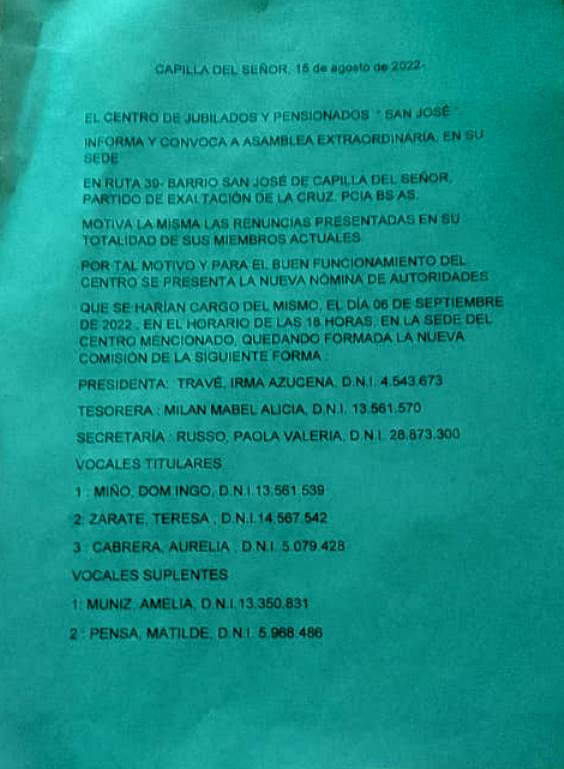 CAPILLA DEL SEÑOR, 15 de agosto de 2022-
EL CENTRO DE JUBILADOS Y PENSIONADOS " SAN JOSÉ "
INFORMA Y CONVOCA A ASAMBLEA EXTRAORDINARIA, EN SU
SEDE
EN RUTA 39- BARRIO SAN JOSÉ DE CAPILLA DEL SEÑOR,
PARTIDO DE EXALTACIÓN DE LA CRUZ, PCIA BS AS.
MOTIVA LA MISMA LAS RENUNCIAS PRESENTADAS EN SU
TOTALIDAD DE SUS MIEMBROS ACTUALES
POR TAL MOTIVO Y PARA EL BUEN FUNCIONAMIENTO DEL
CENTRO SE PRESENTA LA NUEVA NÓMINA DE AUTORIDADES
QUE SE HARÍAN CARGO DEL MISMO, EL DÍA 06 DE SEPTIEMBRE
DE 2022 , EN EL HORARIO DE LAS 18 HORAS, EN LA SEDE DEL
CENTRO MENCIONADO, QUEDANDO FORMADA LA NUEVA
COMISIÓN DE LA SIGUIENTE FORMA :
PRESIDENTA: TRAVÉ, IRMA AZUCENA, D.N.I. 4.543.673
TESORERA : MILAN MABEL ALICIA, D.N.I. 13.561.570
SECRETARÍA : RUSSO, PAOLA VALERIA, D.N.I. 28.873.300
VOCALES TITULARES
1 : MIÑO, DOM INGO, D.N.I.13.561.539
2: ZARATE, TERESA , D.N.I.14.567.542
3 : CABRERA, AURELIA , D.N.I. 5.079.428
VOCALES SUPLENTES
1: MUNIZ, AMELIA, D.N.I.13.350.831
2 : PENSA, MATILDE, D.N.I. 5.968.486